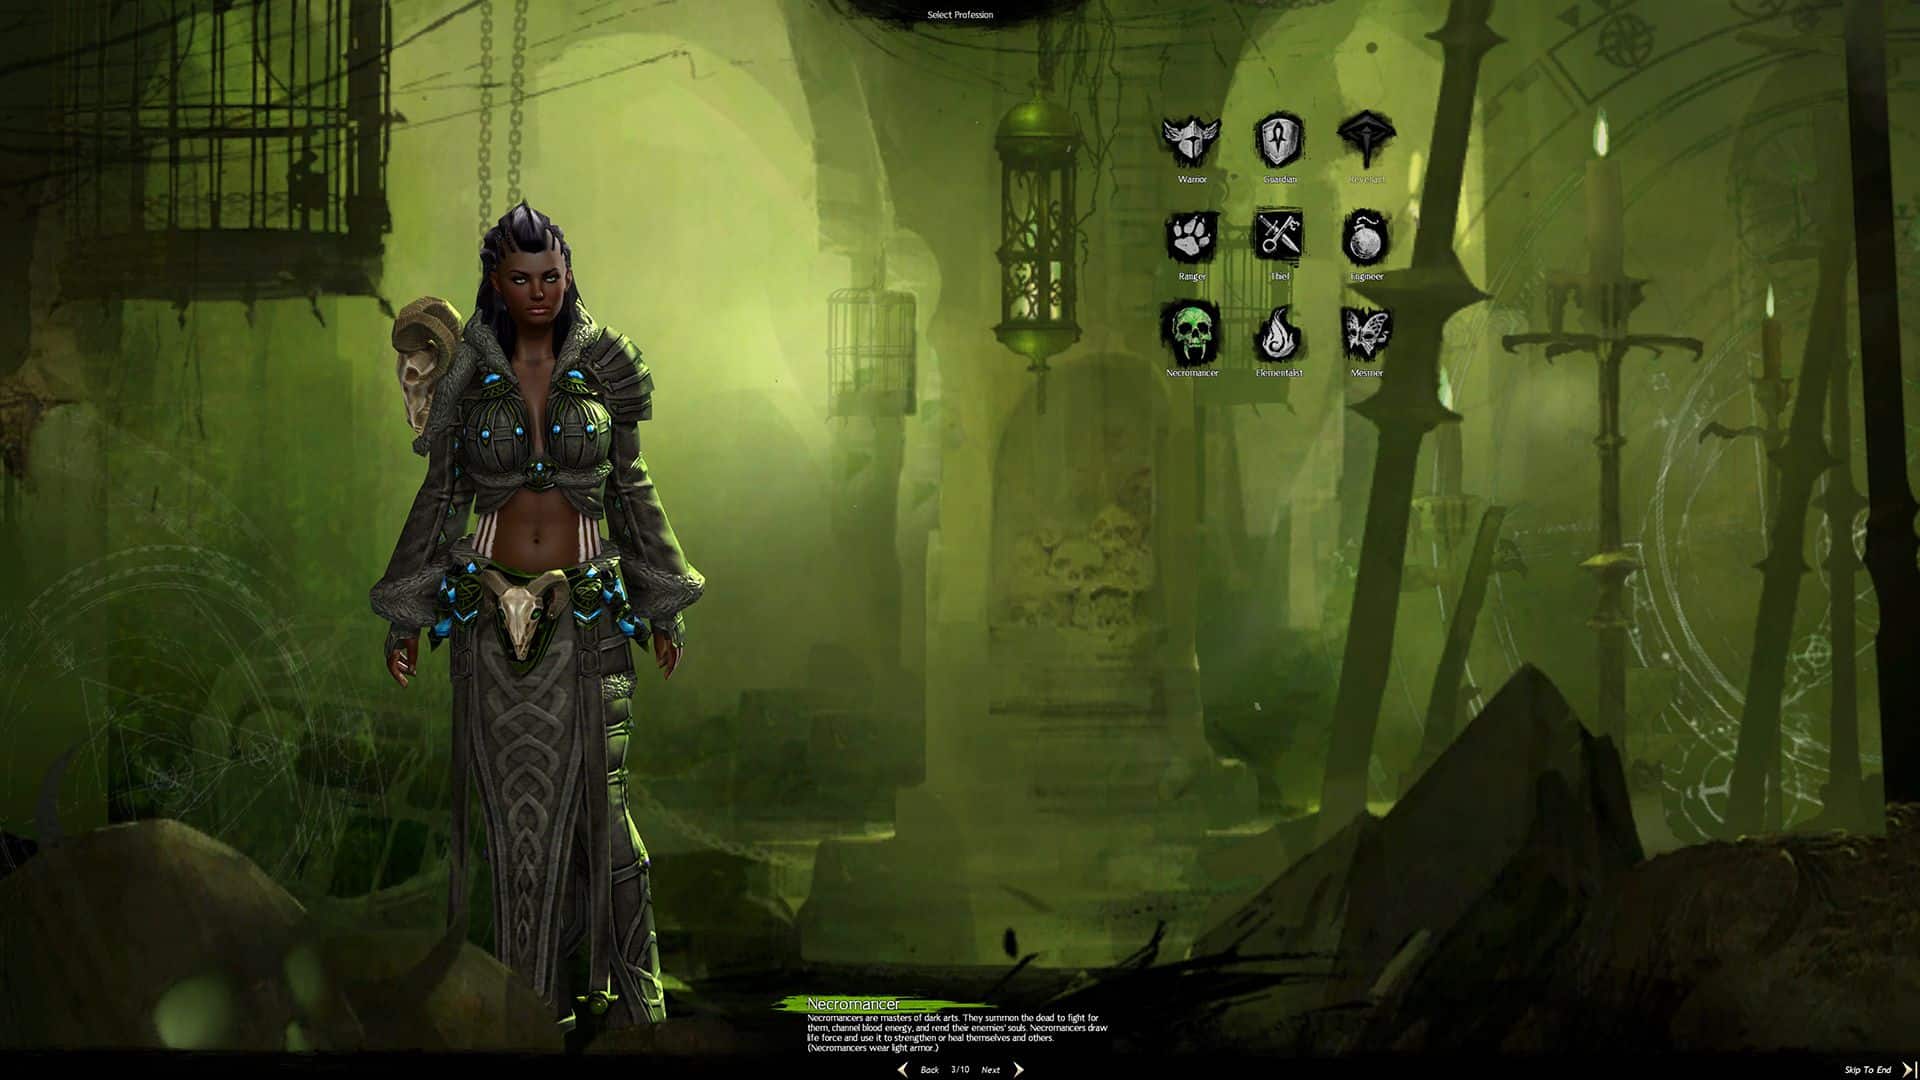 Select Profession
Warrior
Guardian
Revenant
Ranger
Thief
Engineer
Necromancer
Elementalist
Mesmer
Necromancer
Necromancers are masters of dark arts. They summon the dead to fight for
them, channel blood energy, and rend their enemies' souls. Necromancers draw
life force and use it to strengthen or heal themselves and others.
(Necromancers wear light armor.)
Back 3/10 Next
Skip To End